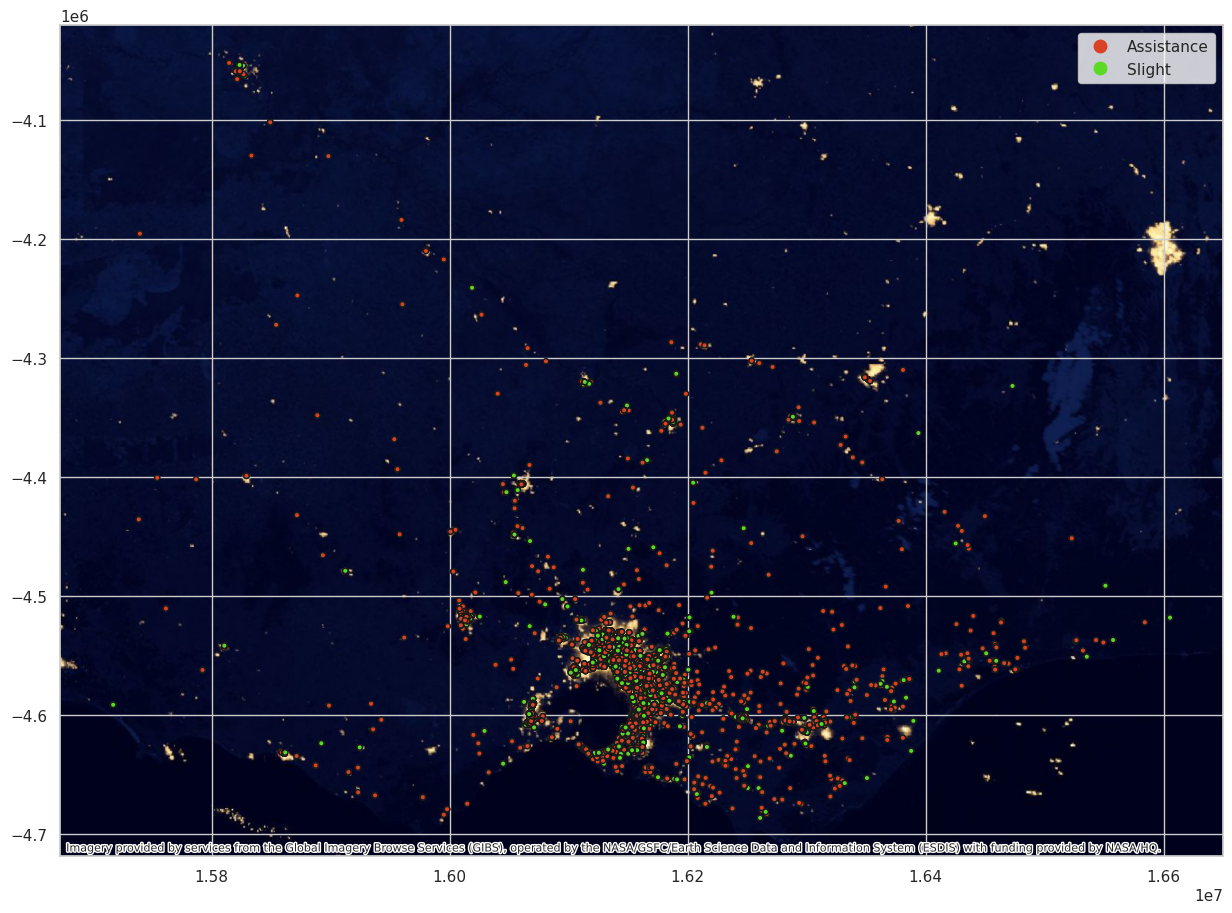 1e6
Assistance
Slight
−4.1
−4.2
−4.3
−4.4
−4.5
−4.6
−4.7
Imagery provided by services from the Global Imagery Browse Services (GIBS), operated by the NASA/GSFC/Earth Science Data and Information System (ESDIS) with funding provided by NASA/HQ.
1.58 1.60 1.62 1.64 1.66
1e7